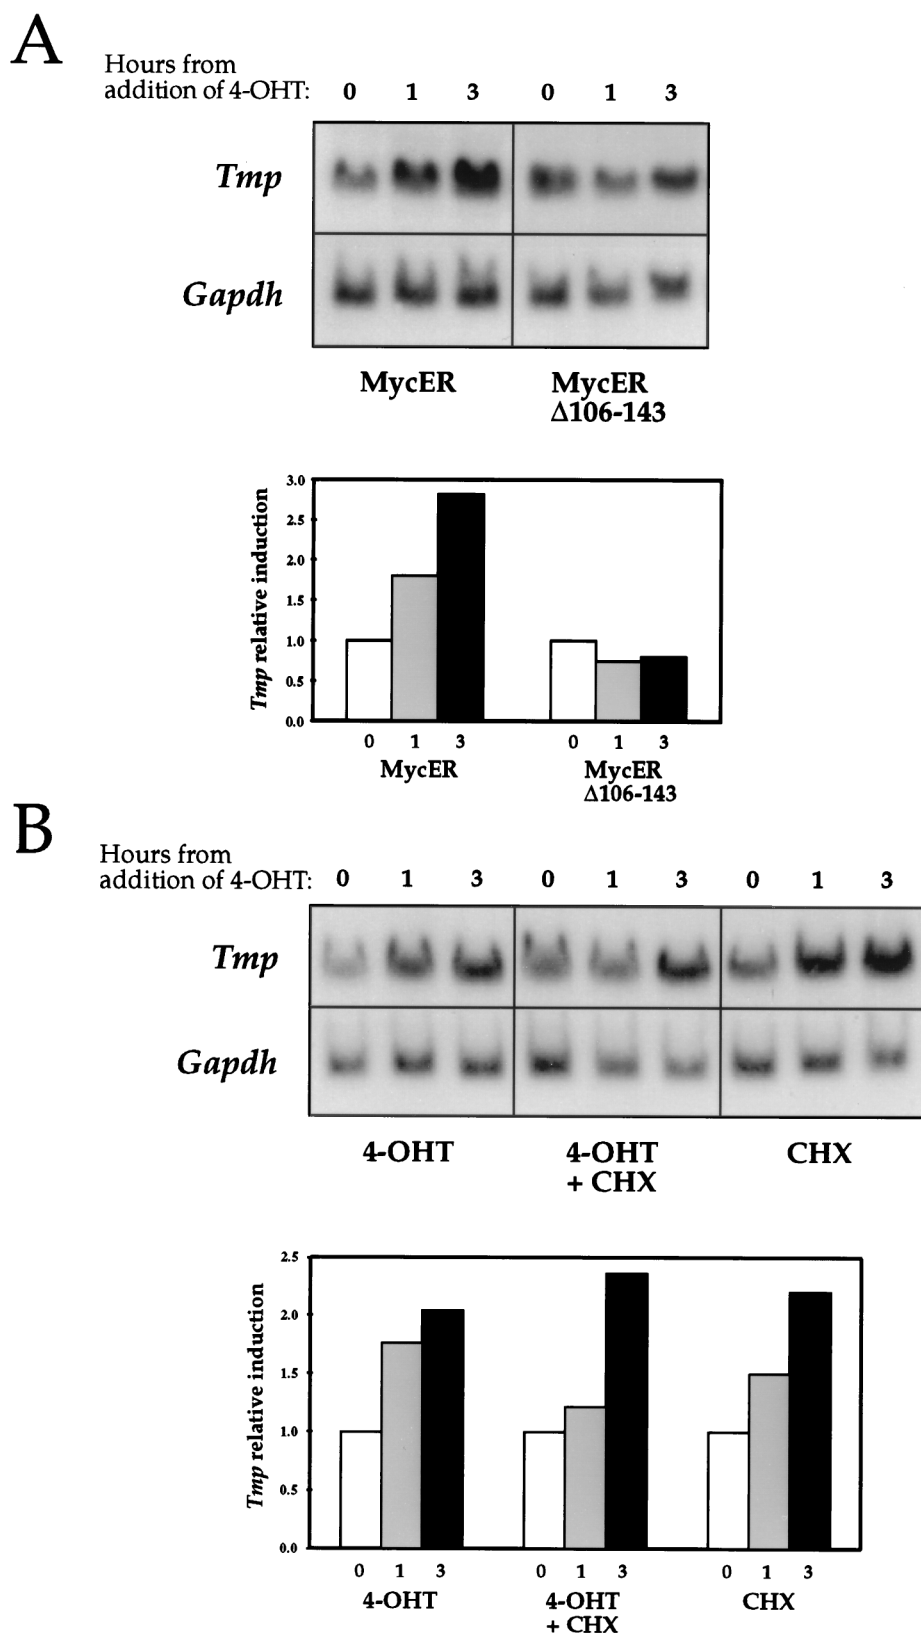 A
Hours from
addition of 4-OHT: 0 1 3 0 1 3
Tmp
Gapdh
MycER MycER
Δ106-143
3.0
2.5
2.0
1.5
1.0
0.5
0.0
Tmp relative induction
0 1 3 0 1 3
MycER MycER
Δ106-143
B
Hours from
addition of 4-OHT: 0 1 3 0 1 3 0 1 3
Tmp
Gapdh
4-OHT 4-OHT CHX
+ CHX
2.5
2.0
1.5
1.0
0.5
0.0
Tmp relative induction
0 1 3 0 1 3 0 1 3
4-OHT 4-OHT CHX
+ CHX